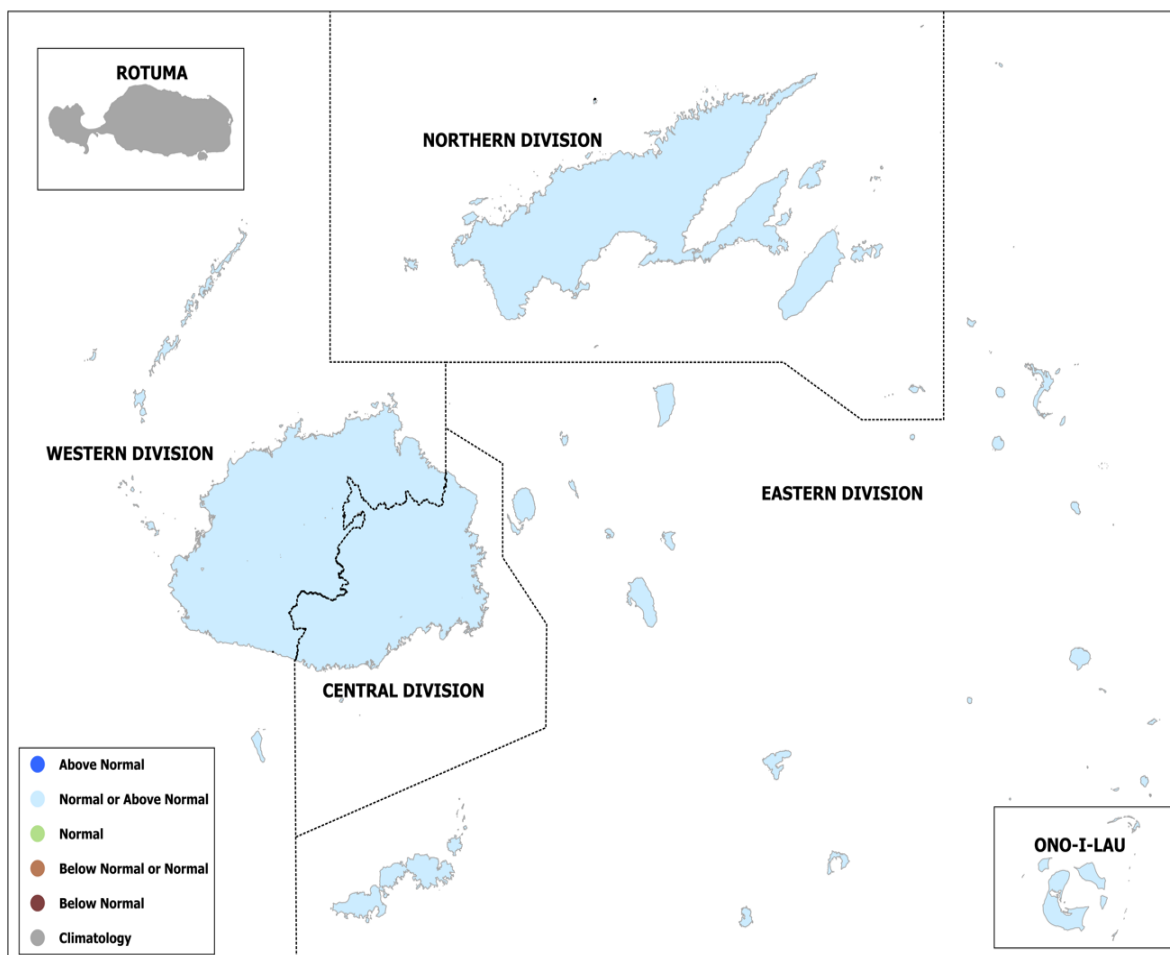 ROTUMA
NORTHERN DIVISION
WESTERN DIVISION
EASTERN DIVISION
CENTRAL DIVISION
Above Normal
Normal or Above Normal
Normal
Below Normal or Normal
Below Normal
Climatology
ONO-I-LAU